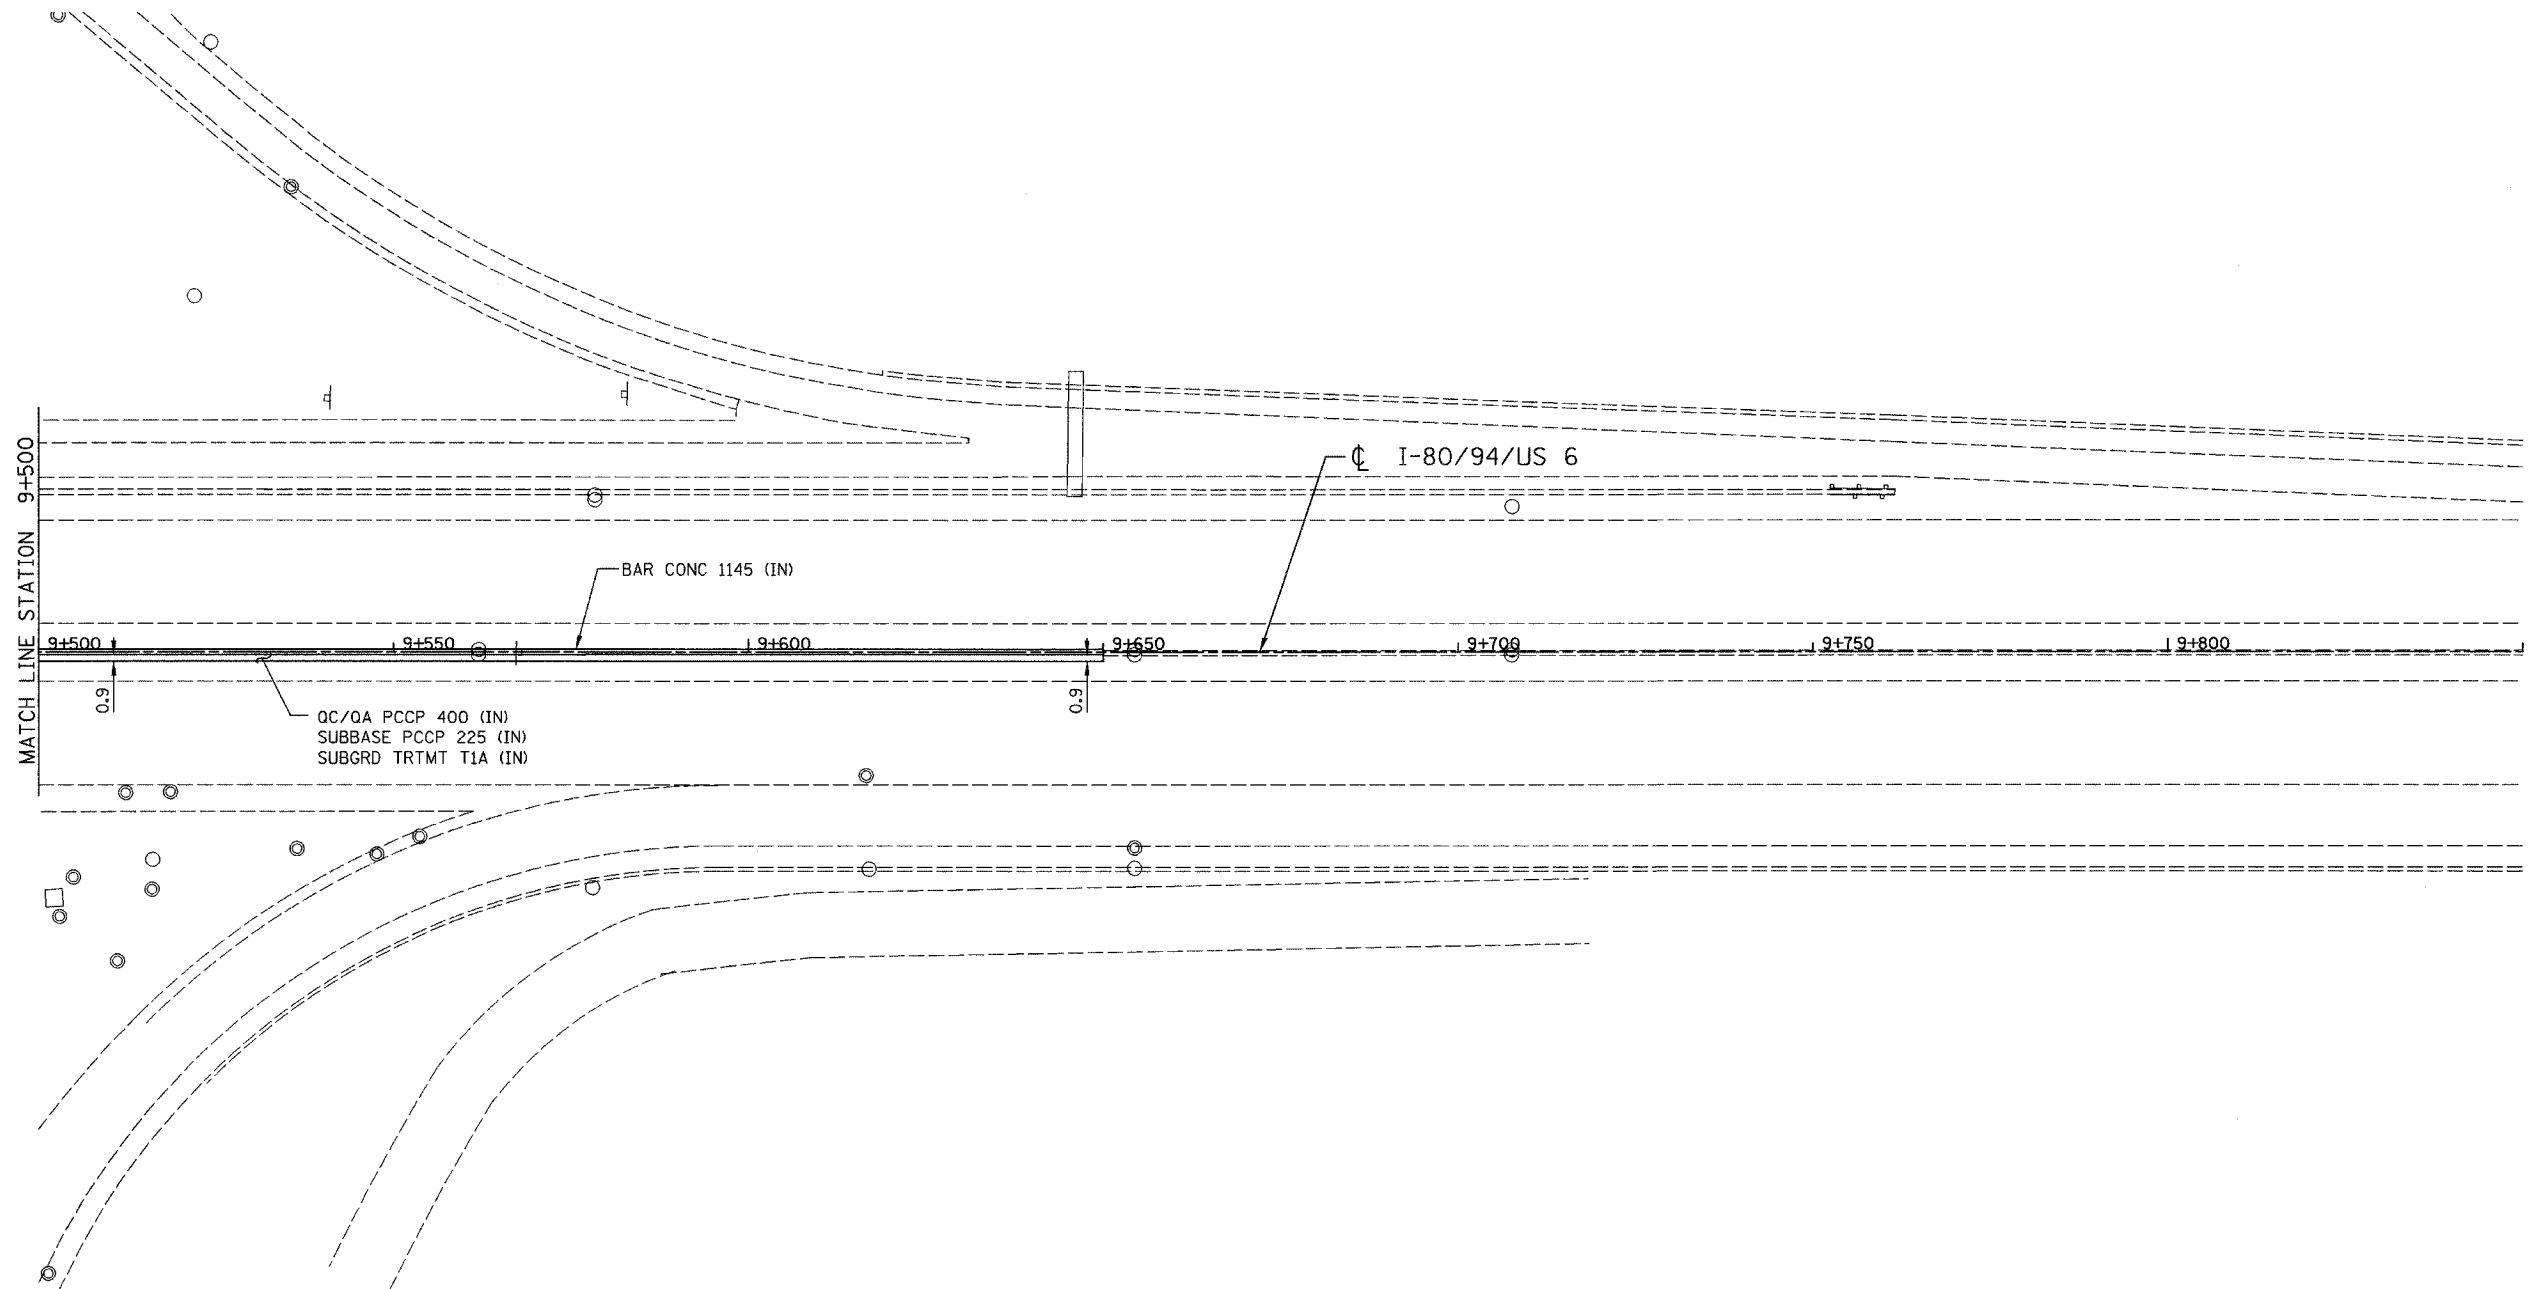 MATCH LINE STATION 9+500
℄ I-80/94/US 6
BAR CONC 1145 (IN)
9+500
9+550
9+600
9+650
9+700
9+750
9+800
0.9
0.9
QC/QA PCCP 400 (IN)
SUBBASE PCCP 225 (IN)
SUBGRD TRTMT T1A (IN)